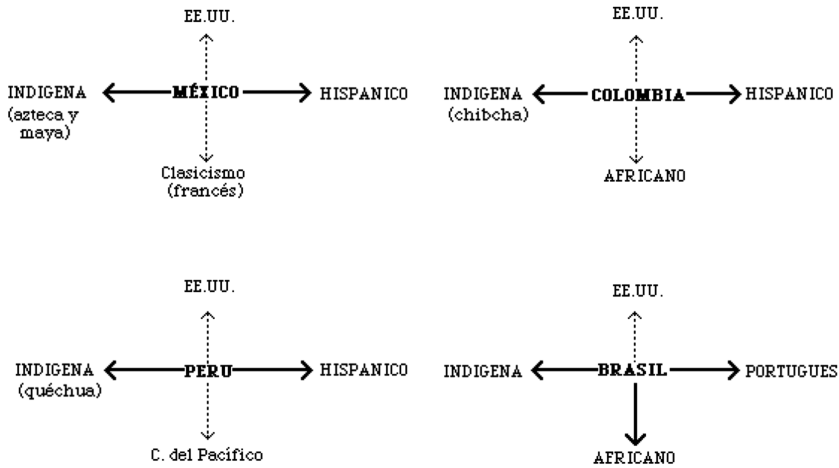 EE.UU.
INDIGENA
(azteca y
maya)
MÉXICO
HISPANICO
Clasicismo
(francés)
EE.UU.
INDIGENA
(chibcha)
COLOMBIA
HISPANICO
AFRICANO
EE.UU.
INDIGENA
(quéchua)
PERU
HISPANICO
C. del Pacífico
EE.UU.
INDIGENA
BRASIL
PORTUGUES
AFRICANO